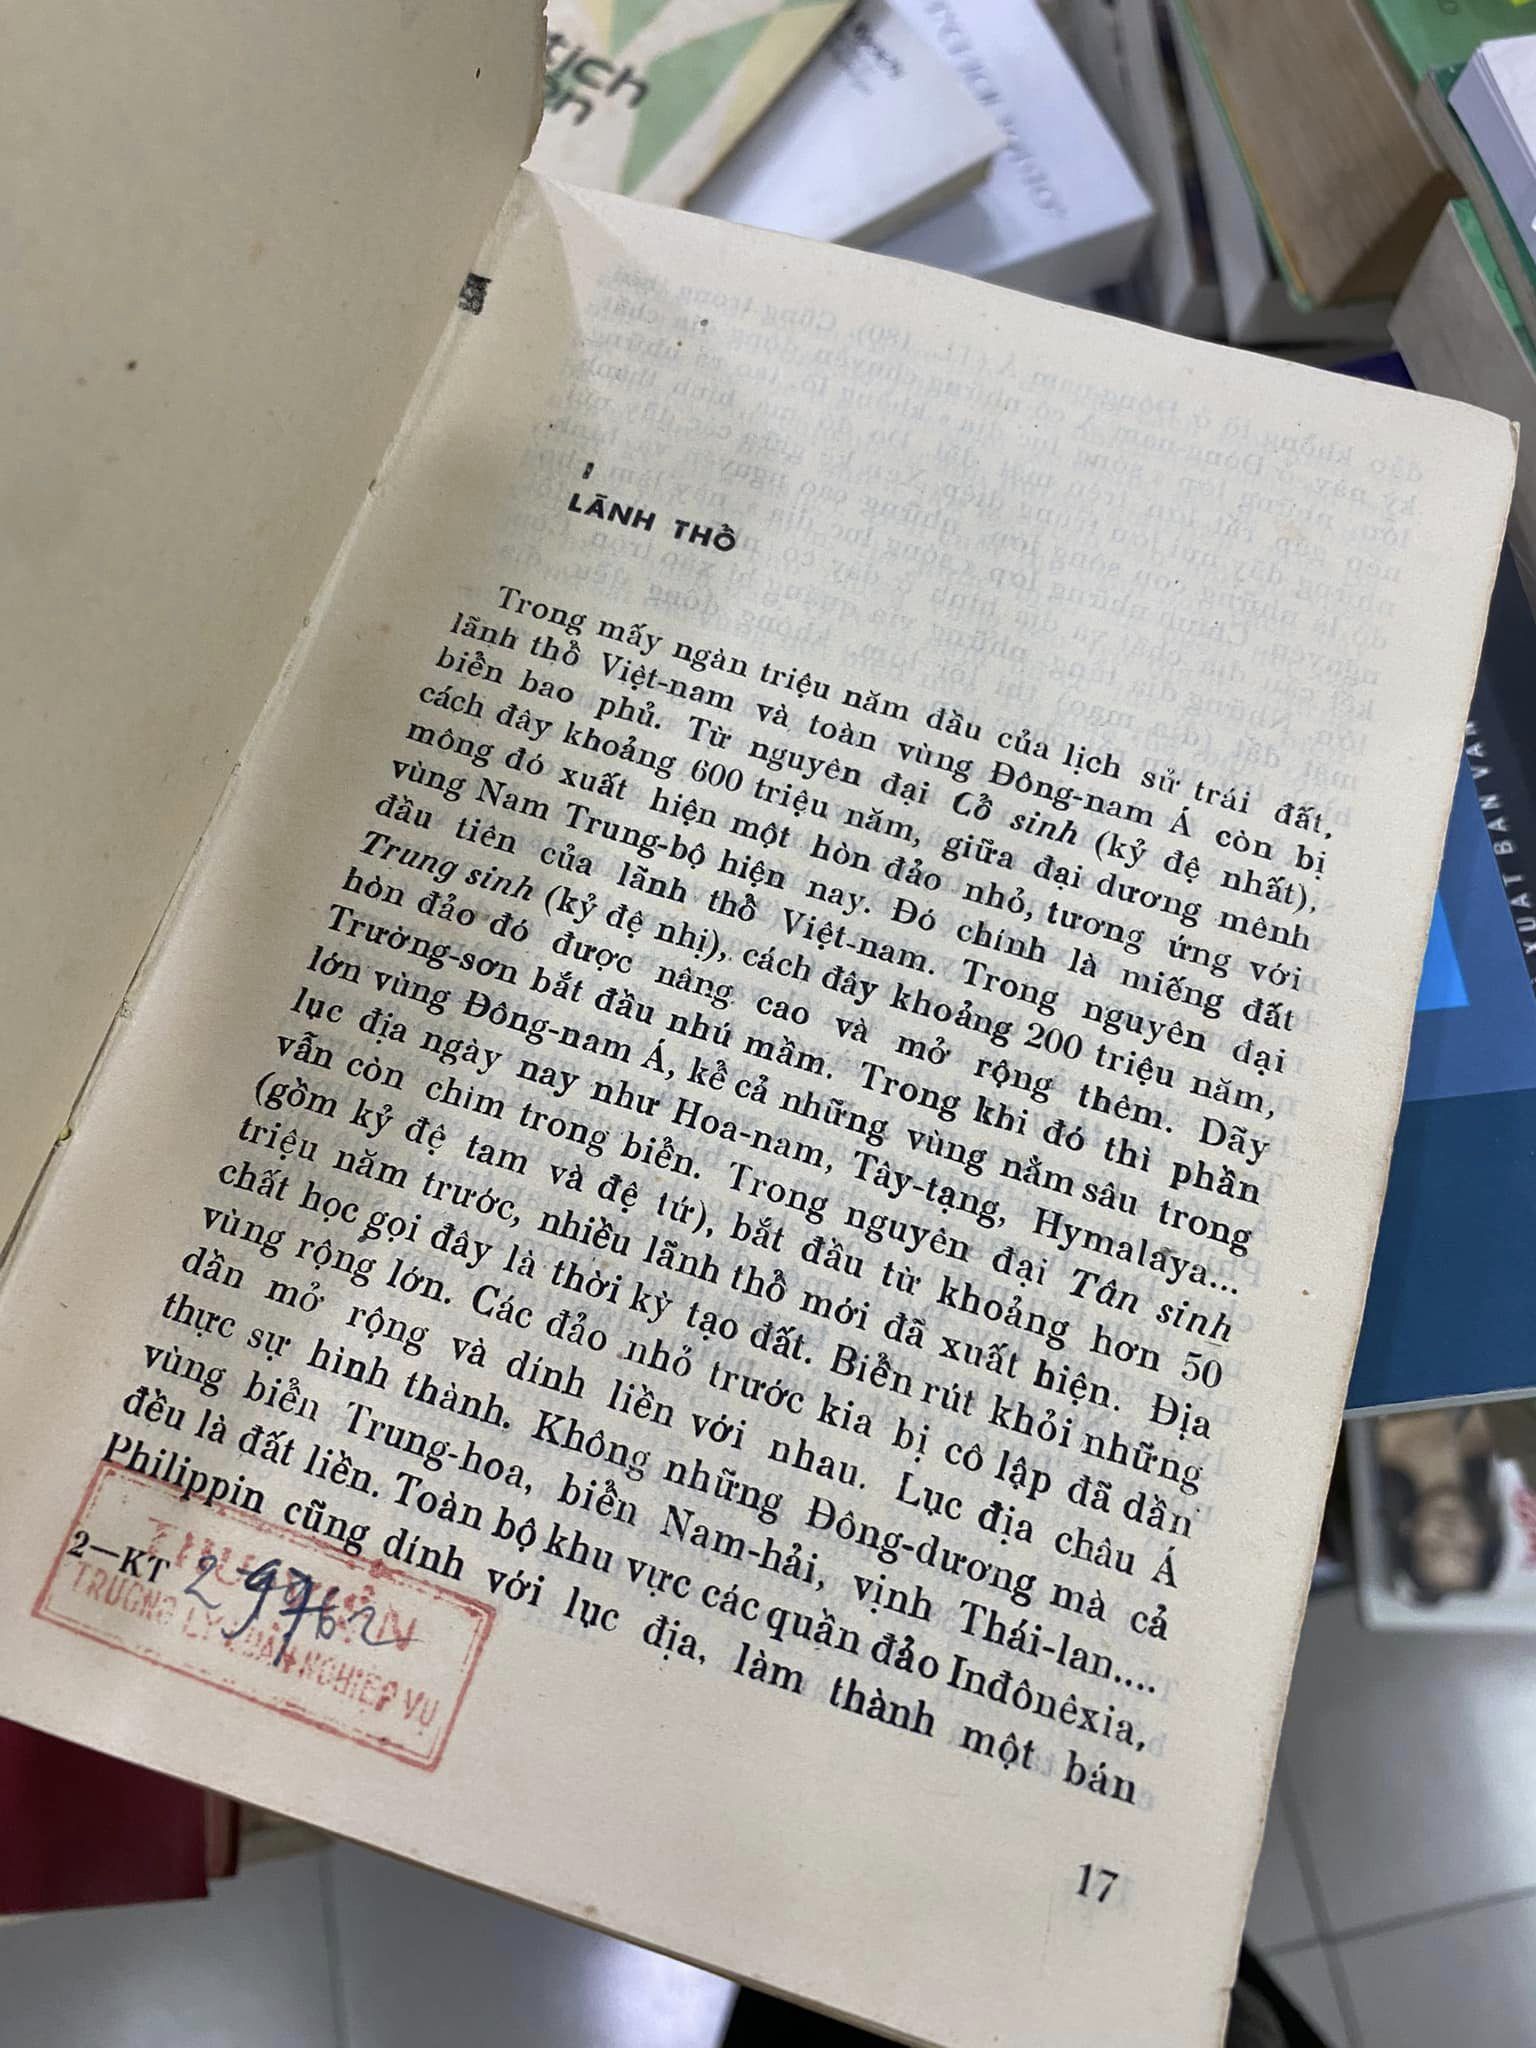 tịch
I
LÃNH THỔ
Trong mấy ngàn triệu năm đầu của lịch sử trái đất,
lãnh thổ Việt-nam và toàn vùng Đông-nam Á còn bị
biển bao phủ. Từ nguyên đại Cổ sinh (kỷ đệ nhất),
cách đây khoảng 600 triệu năm, giữa đại dương mênh
mông đó xuất hiện một hòn đảo nhỏ, tương ứng với
vùng Nam Trung-bộ hiện nay. Đó chính là miếng đất
đầu tiên của lãnh thổ Việt-nam. Trong nguyên đại
Trung sinh (kỷ đệ nhị), cách đây khoảng 200 triệu năm,
hòn đảo đó được nâng cao và mở rộng thêm. Dãy
Trường-sơn bắt đầu nhú mầm. Trong khi đó thì phần
lớn vùng Đông-nam Á, kể cả những vùng nằm sâu trong
lục địa ngày nay như Hoa-nam, Tây-tạng, Hymalaya...
vẫn còn chìm trong biển. Trong nguyên đại Tân sinh
(gồm kỷ đệ tam và đệ tứ), bắt đầu từ khoảng hơn 50
triệu năm trước, nhiều lãnh thổ mới đã xuất hiện. Địa
chất học gọi đây là thời kỳ tạo đất. Biển rút khỏi những
vùng rộng lớn. Các đảo nhỏ trước kia bị cô lập đã dần
dần mở rộng và dính liền với nhau. Lục địa châu Á
thực sự hình thành. Không những Đông-dương mà cả
vùng biển Trung-hoa, biển Nam-hải, vịnh Thái-lan....
đều là đất liền. Toàn bộ khu vực các quần đảo Inđônêxia,
Philippin cũng dính với lục địa, làm thành một bán
2—KT
TRƯỜNG LÝ LUẬN NGHIỆP VỤ
17
XUẤT BẢN VĂN